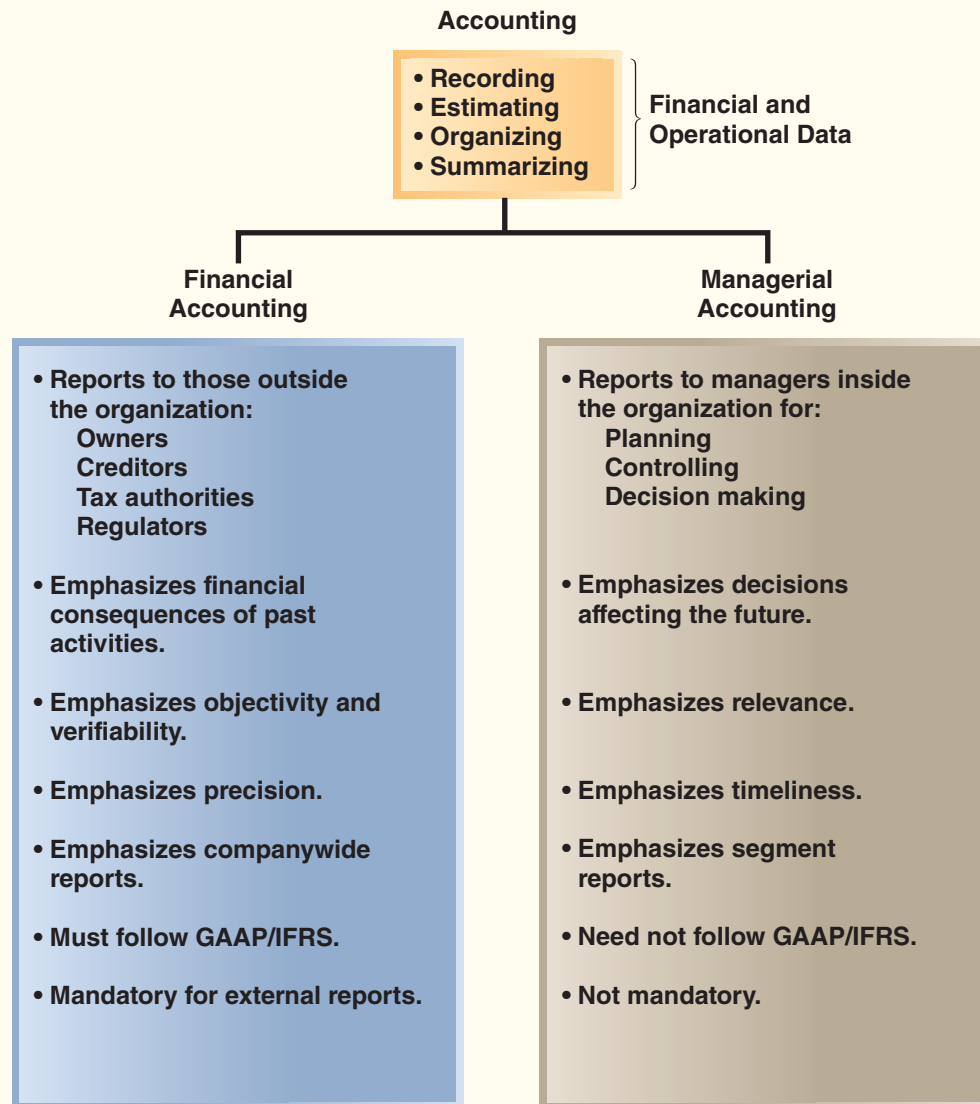 Accounting
• Recording
• Estimating
• Organizing
• Summarizing
Financial and
Operational Data
Financial
Accounting
• Reports to those outside
the organization:
Owners
Creditors
Tax authorities
Regulators
• Emphasizes financial
consequences of past
activities.
• Emphasizes objectivity and
verifiability.
• Emphasizes precision.
• Emphasizes companywide
reports.
• Must follow GAAP/IFRS.
• Mandatory for external reports.
Managerial
Accounting
• Reports to managers inside
the organization for:
Planning
Controlling
Decision making
• Emphasizes decisions
affecting the future.
• Emphasizes relevance.
• Emphasizes timeliness.
• Emphasizes segment
reports.
• Need not follow GAAP/IFRS.
• Not mandatory.